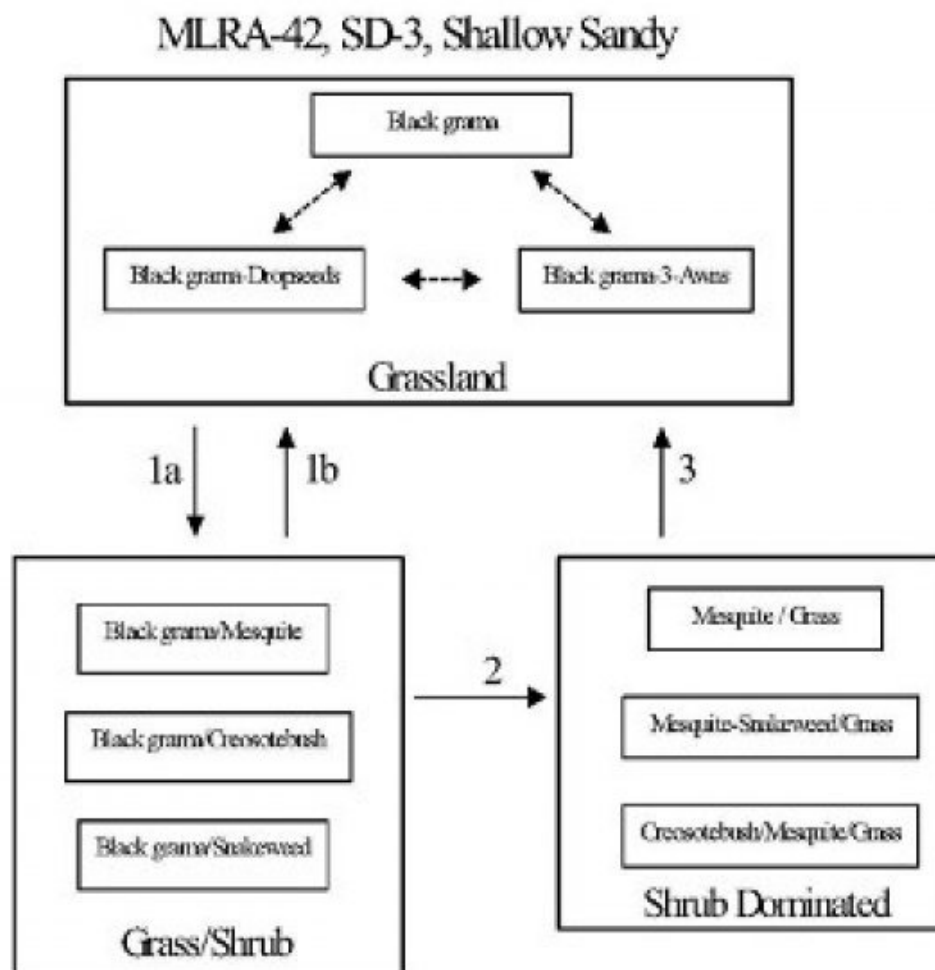 MLRA-42, SD-3, Shallow Sandy
Black grama
Black grama-Dropseeds
Black grama-3-Awns
Grassland
1a
1b
3
Black grama/Mesquite
Black grama/Creosotebush
Black grama/Snakeweed
Grass/Shrub
2
Mesquite / Grass
Mesquite-Snakeweed/Grass
Creosotebush/Mesquite/Grass
Shrub Dominated